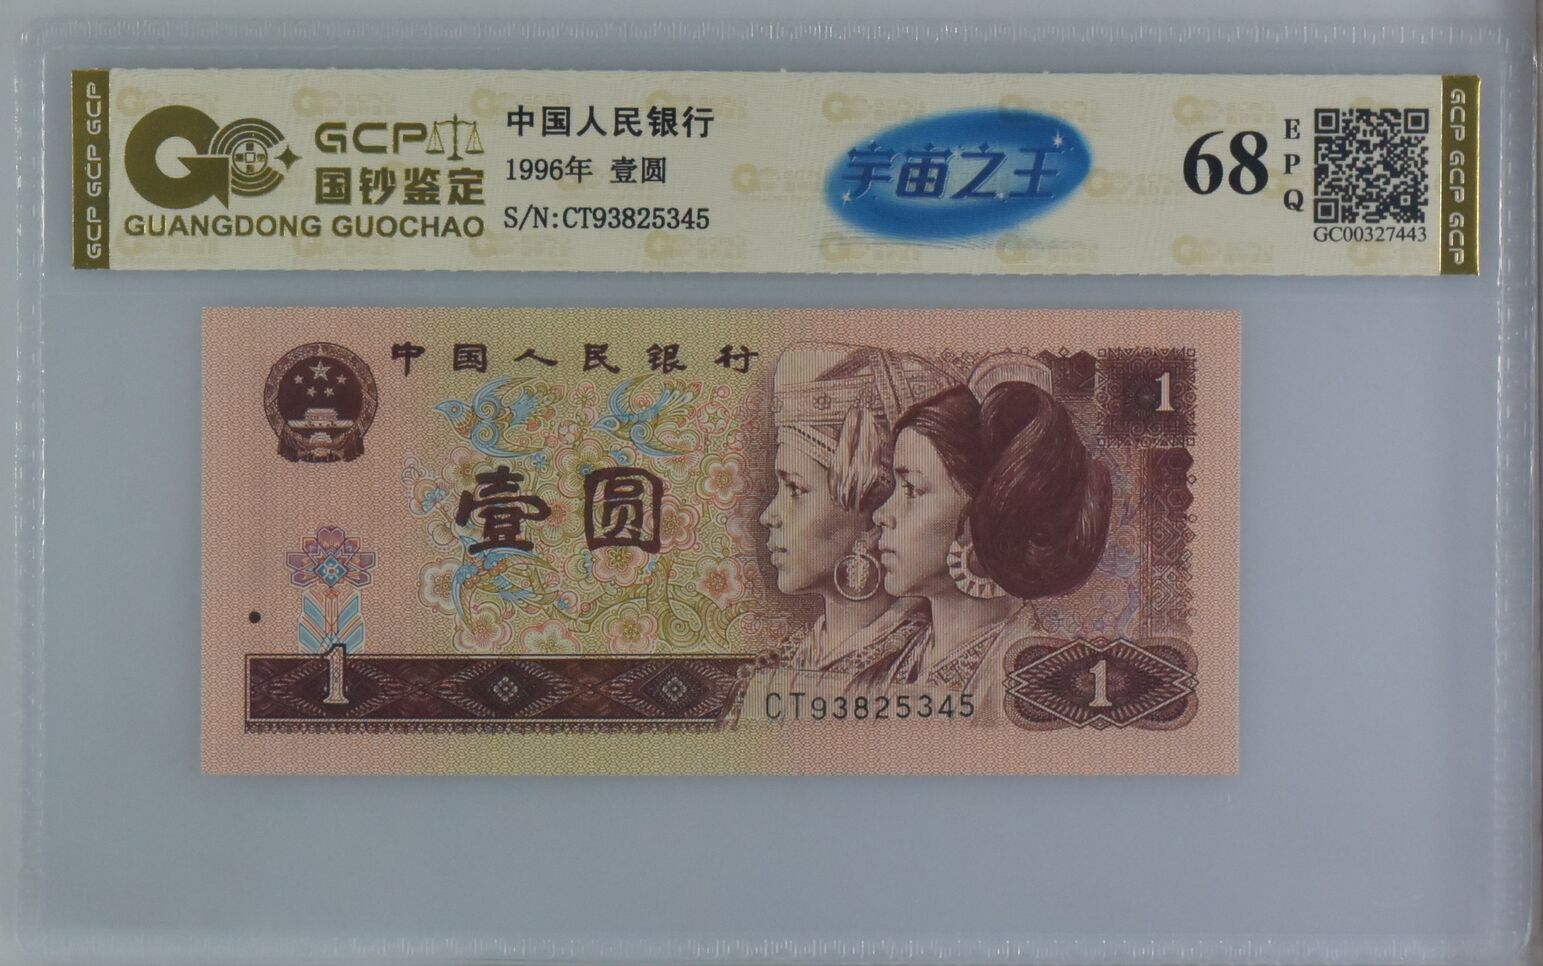 GCP GCP GCP
GCP
国钞鉴定
GUANGDONG GUOCHAO
中国人民银行
1996年 壹圆
S/N:CT93825345
宇宙之王
68
EPQ
GC00327443
GCP GCP GCP
中国人民银行
1
壹圆
1
CT93825345
1